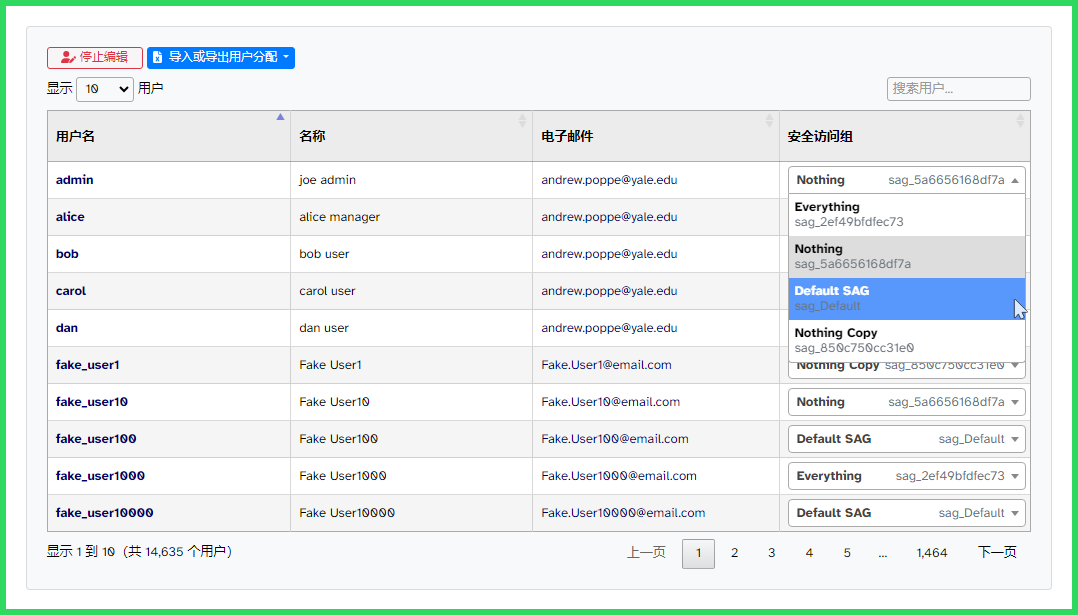 停止编辑 导入或导出用户分配
显示 10 用户 搜索用户...
用户名 名称 电子邮件 安全访问组
admin joe admin andrew.poppe@yale.edu Nothing sag_5a6656168df7a
Everything
sag_2ef49bfdfec73
Nothing
sag_5a6656168df7a
Default SAG
sag_Default
Nothing Copy
sag_850c750cc31e0
alice alice manager andrew.poppe@yale.edu
bob bob user andrew.poppe@yale.edu
carol carol user andrew.poppe@yale.edu
dan dan user andrew.poppe@yale.edu
fake_user1 Fake User1 Fake.User1@email.com Nothing Copy sag_850c750cc31e0
fake_user10 Fake User10 Fake.User10@email.com Nothing sag_5a6656168df7a
fake_user100 Fake User100 Fake.User100@email.com Default SAG sag_Default
fake_user1000 Fake User1000 Fake.User1000@email.com Everything sag_2ef49bfdfec73
fake_user10000 Fake User10000 Fake.User10000@email.com Default SAG sag_Default
显示 1 到 10（共 14,635 个用户） 上一页 1 2 3 4 5 ... 1,464 下一页